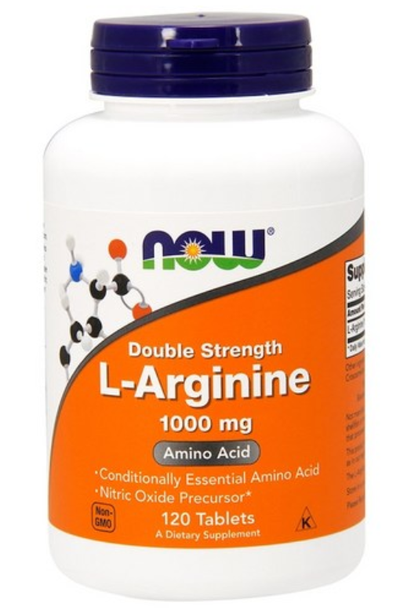 NOW®
Double Strength
L-Arginine
1000 mg
Amino Acid
•Conditionally Essential Amino Acid
•Nitric Oxide Precursor*
Non-
GMO
120 Tablets
K
A Dietary Supplement